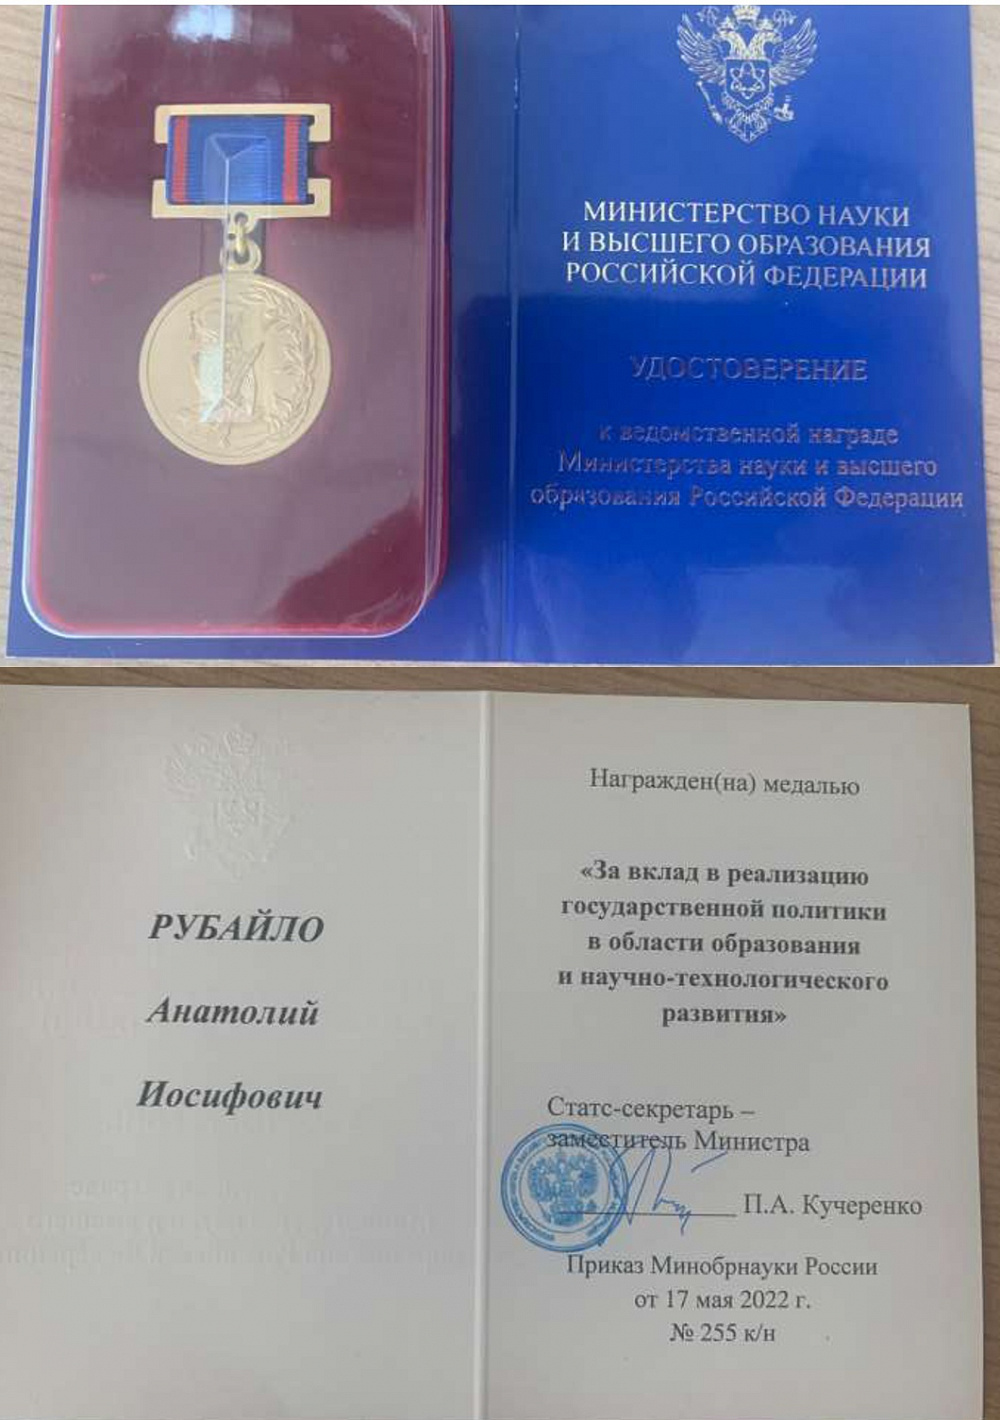 МИНИСТЕРСТВО НАУКИ
И ВЫСШЕГО ОБРАЗОВАНИЯ
РОССИЙСКОЙ ФЕДЕРАЦИИ
УДОСТОВЕРЕНИЕ
к ведомственной награде
Министерства науки и высшего
образования Российской Федерации
РУБАЙЛО
Анатолий
Иосифович
Награжден(на) медалью
«За вклад в реализацию
государственной политики
в области образования
и научно-технологического
развития»
Статс-секретарь –
заместитель Министра
П.А. Кучеренко
Приказ Минобрнауки России
от 17 мая 2022 г.
№ 255 к/н